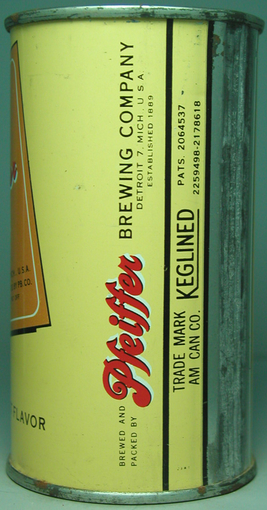 BREWED AND
PACKED BY
Pfeiffer BREWING COMPANY
DETROIT 7, MICH., U.S.A.
ESTABLISHED 1889
TRADE MARK KEGLINED PATS. 2064537
AM CAN CO. 2259498-2178618
FLAVOR
U.S.A.